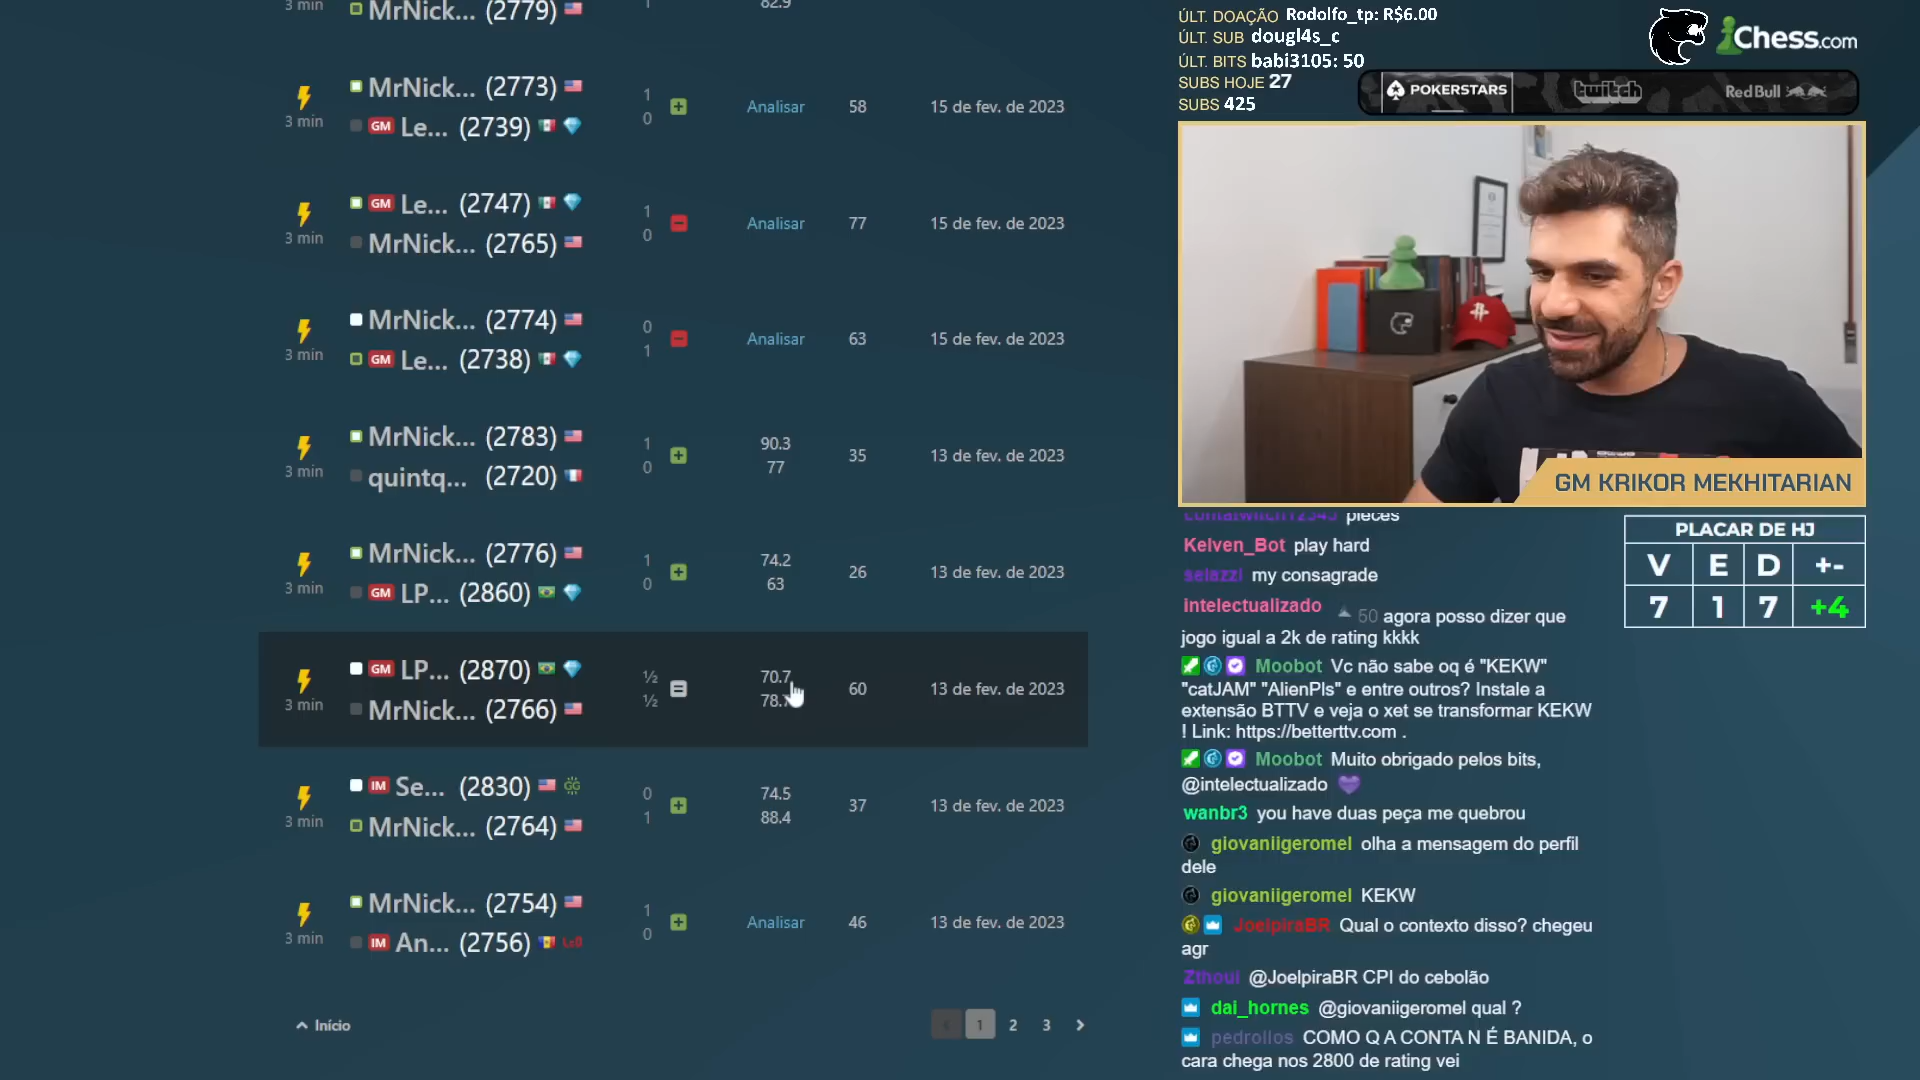 3 min
MrNick... (2779)
1
82.9
MrNick... (2773)
1
3 min
GM Le... (2739)
0
Analisar
58
15 de fev. de 2023
GM Le... (2747)
1
3 min
MrNick... (2765)
0
Analisar
77
15 de fev. de 2023
MrNick... (2774)
0
3 min
GM Le... (2738)
1
Analisar
63
15 de fev. de 2023
MrNick... (2783)
1
90.3
3 min
quintq... (2720)
0
77
35
13 de fev. de 2023
MrNick... (2776)
1
74.2
3 min
GM LP... (2860)
0
63
26
13 de fev. de 2023
GM LP... (2870)
½
70.7
3 min
MrNick... (2766)
½
60
13 de fev. de 2023
IM Se... (2830)
GG
0
74.5
3 min
MrNick... (2764)
1
88.4
37
13 de fev. de 2023
MrNick... (2754)
1
3 min
IM An... (2756)
0
Analisar
46
13 de fev. de 2023
Início
1 2 3
ÚLT. DOAÇÃO Rodolfo_tp: R$6.00
ÚLT. SUB dougl4s_c
ÚLT. BITS babi3105: 50
SUBS HOJE 27
SUBS 425
Chess.com
POKERSTARS
twitch
Red Bull
GM KRIKOR MEKHITARIAN
PLACAR DE HJ
V E D +-
7 1 7 +4
pieces
Kelven_Bot play hard
selazzi my consagrade
intelectualizado 50 agora posso dizer que
jogo igual a 2k de rating kkkk
Moobot Vc não sabe oq é "KEKW"
"catJAM" "AlienPls" e entre outros? Instale a
extensão BTTV e veja o xet se transformar KEKW
! Link: https://betterttv.com .
Moobot Muito obrigado pelos bits,
@intelectualizado
wanbr3 you have duas peça me quebrou
giovaniigeromel olha a mensagem do perfil
dele
giovaniigeromel KEKW
JoelpiraBR Qual o contexto disso? chegeu
agr
Zthoul @JoelpiraBR CPI do cebolão
dai_hornes @giovaniigeromel qual ?
pedrollos COMO Q A CONTA N É BANIDA, o
cara chega nos 2800 de rating vei